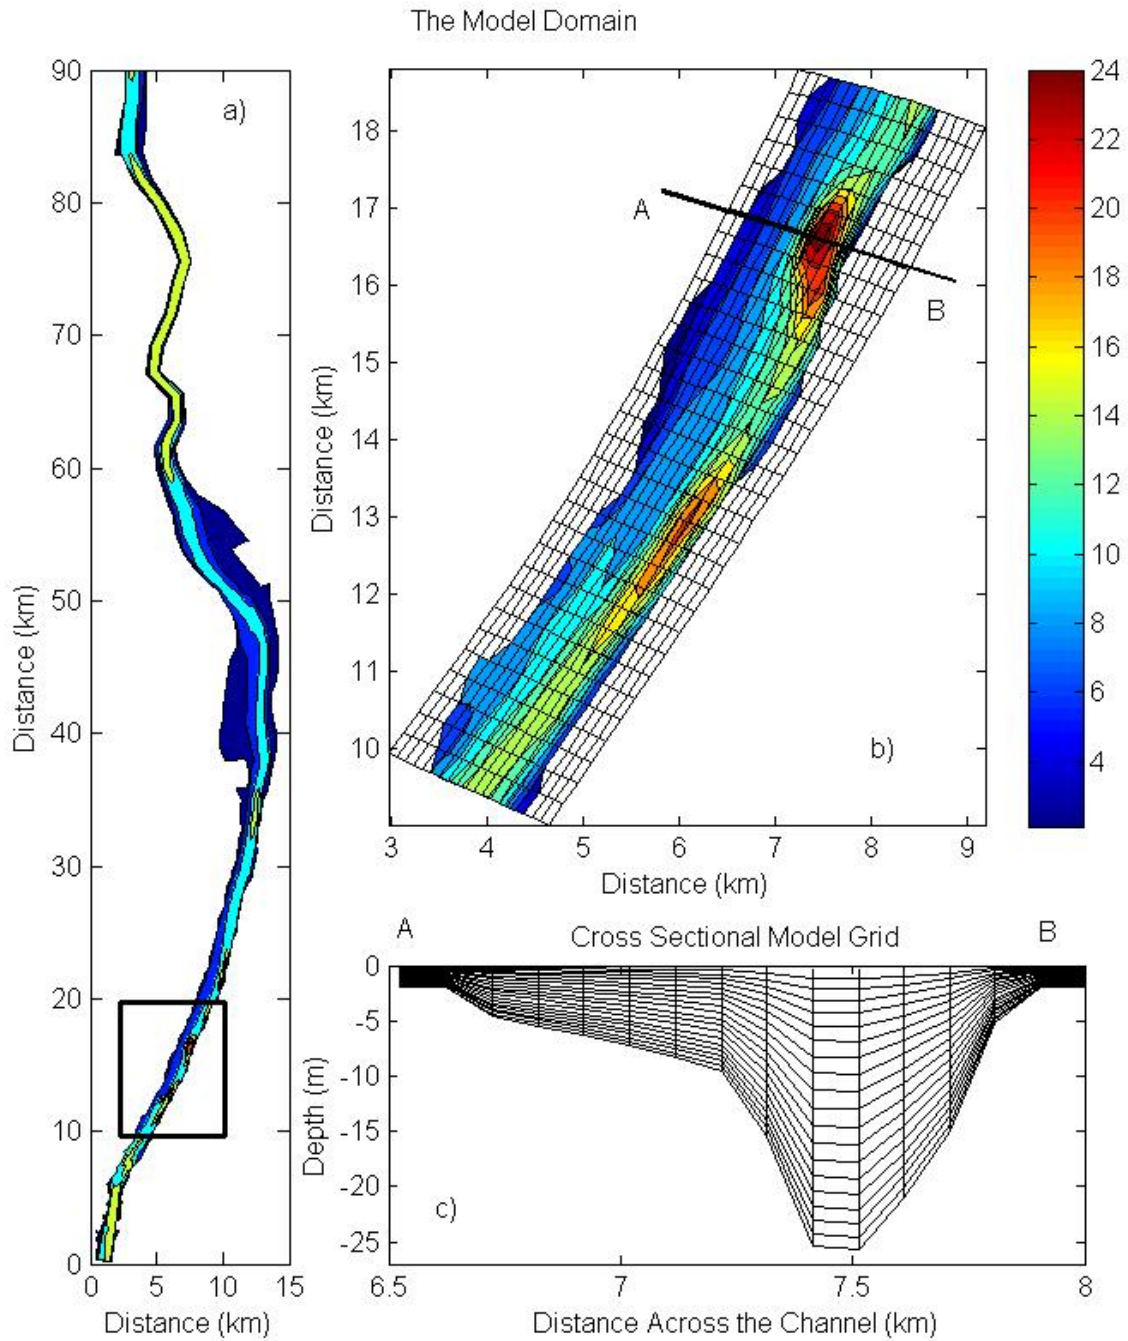 The Model Domain
a)
90
80
70
60
50
40
30
20
10
0
Distance (km)
0 5 10 15
Distance (km)
A
B
b)
18
17
16
15
14
13
12
11
10
Distance (km)
3 4 5 6 7 8 9
Distance (km)
24
22
20
18
16
14
12
10
8
6
4
A B
Cross Sectional Model Grid
0
-5
-10
-15
-20
-25
Depth (m)
c)
6.5 7 7.5 8
Distance Across the Channel (km)